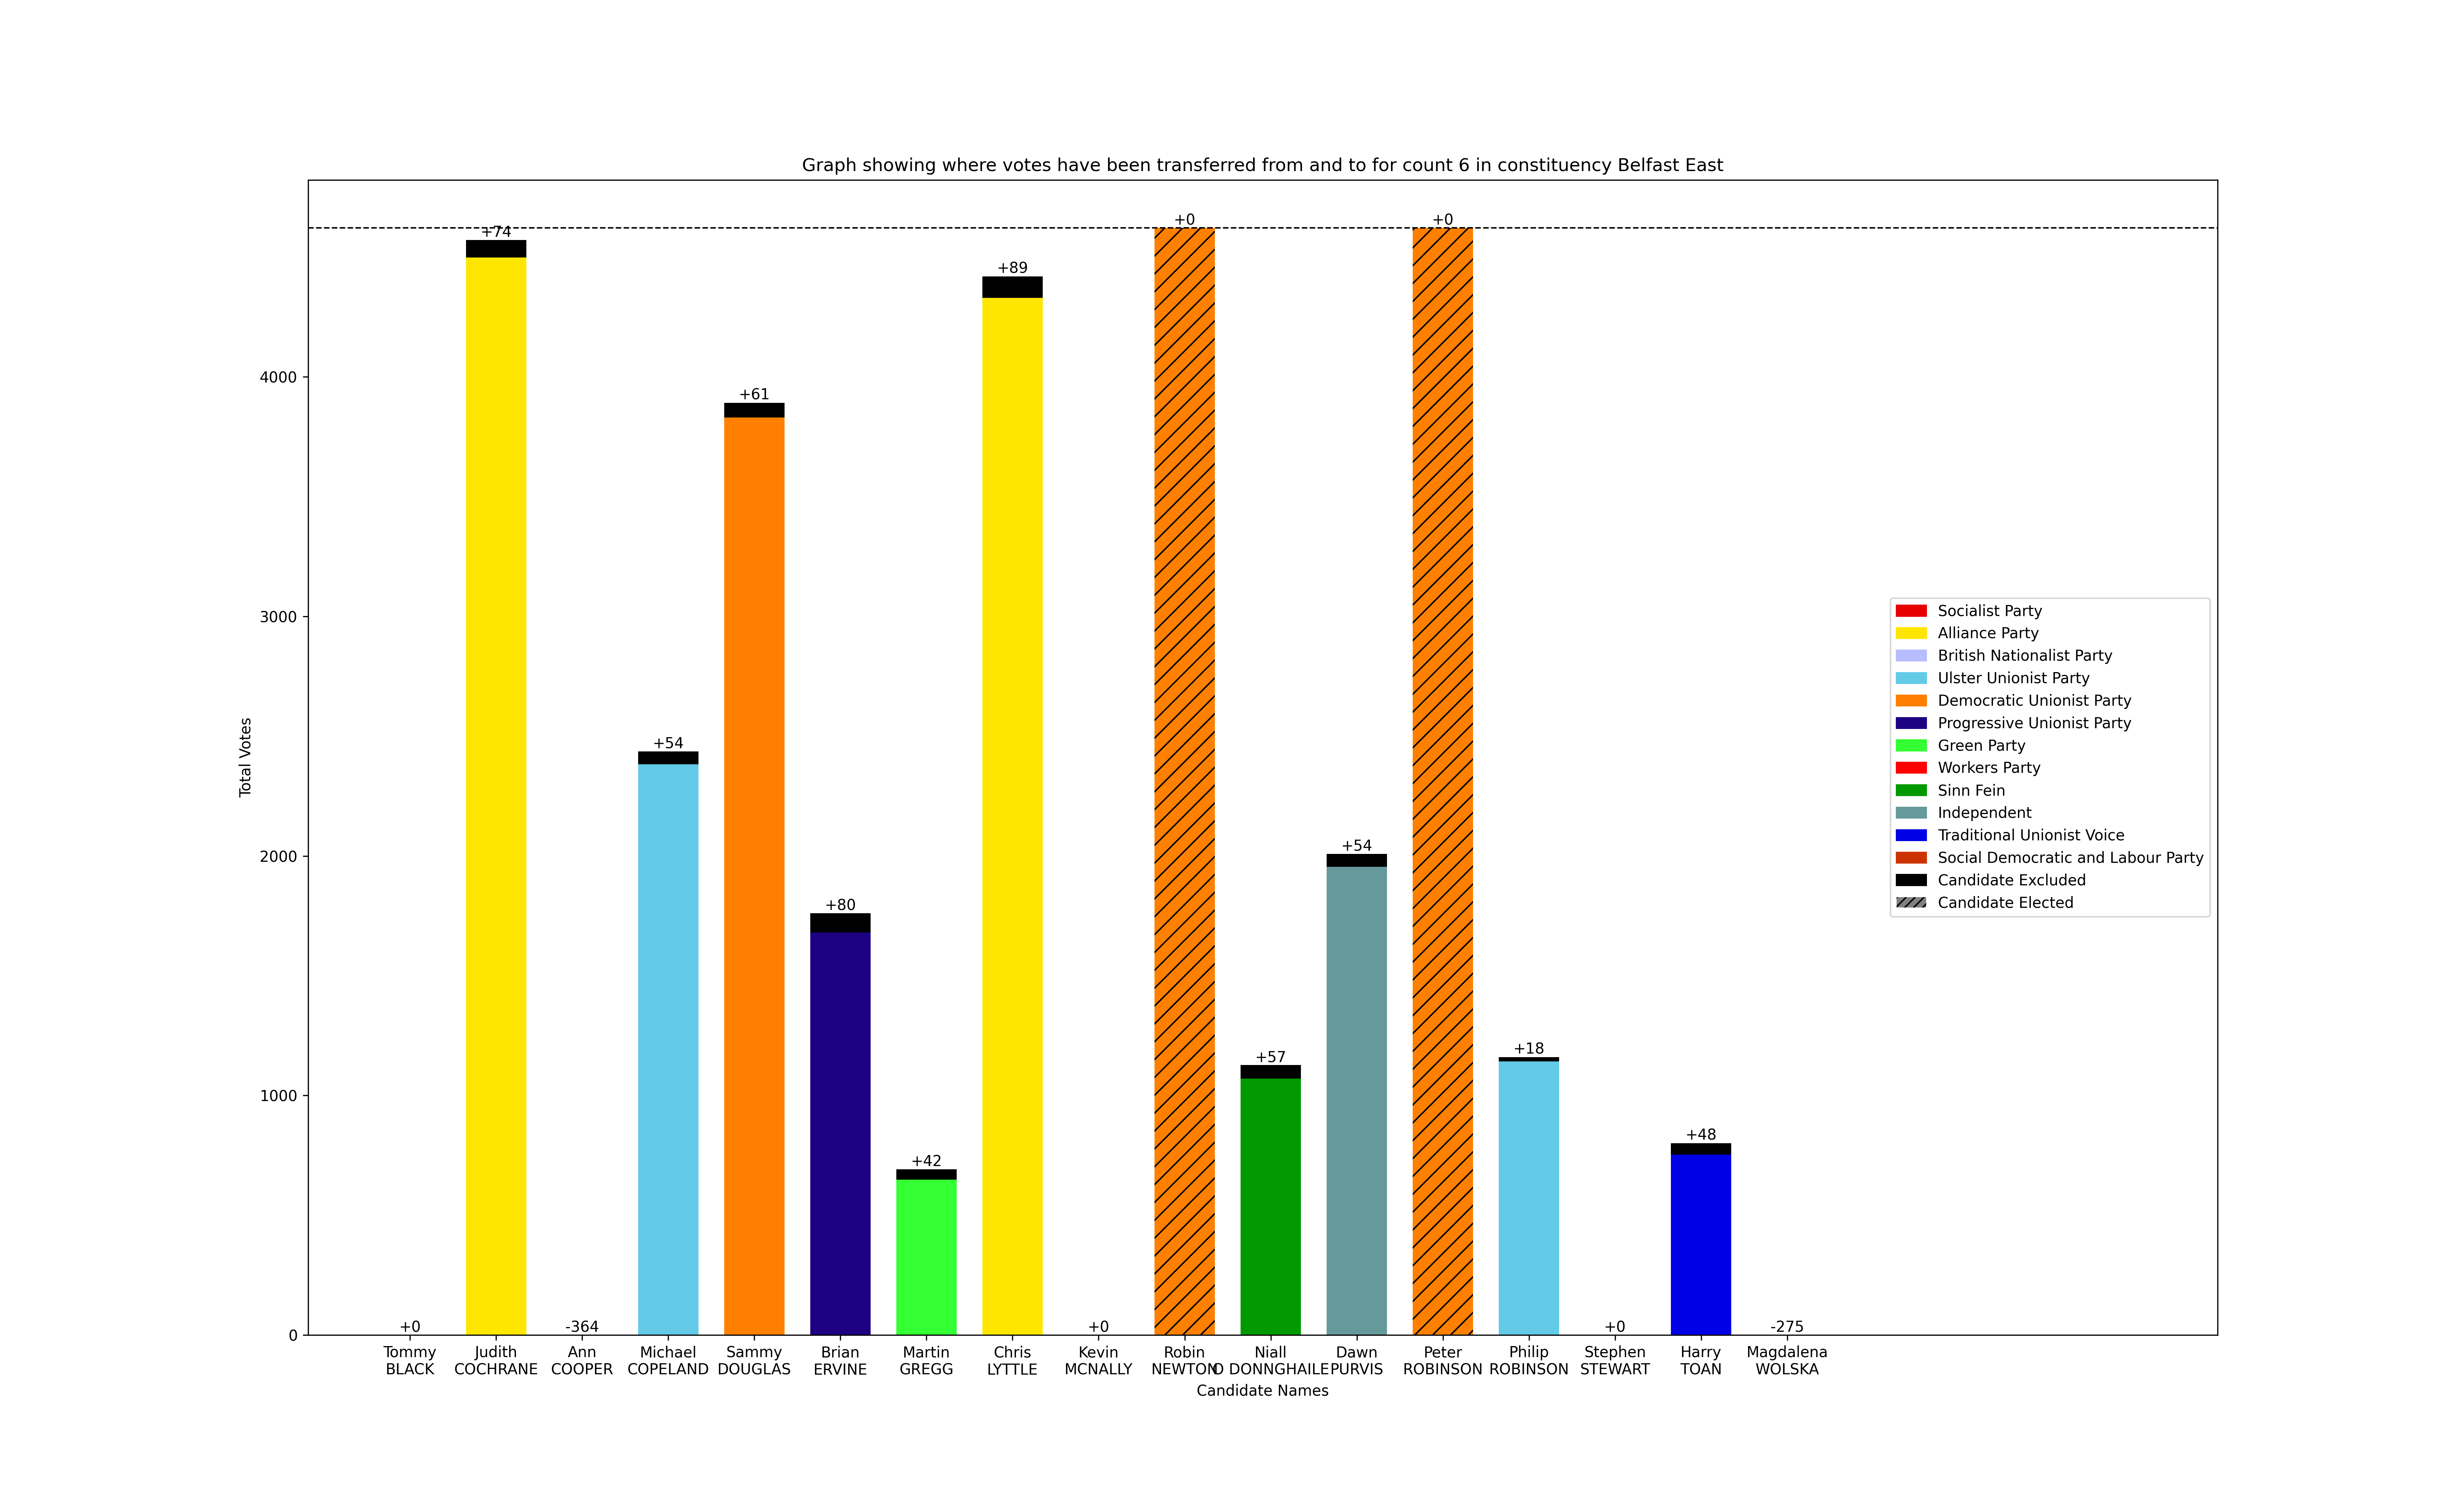 Graph showing where votes have been transferred from and to for count 6 in constituency Belfast East
+0
+0
+74
+89
4000
+61
3000
Socialist Party
Alliance Party
British Nationalist Party
Ulster Unionist Party
Democratic Unionist Party
Progressive Unionist Party
Green Party
Workers Party
Sinn Fein
Independent
Traditional Unionist Voice
Social Democratic and Labour Party
Candidate Excluded
Candidate Elected
Total Votes
+54
2000
+54
+80
1000
+57
+18
+48
+42
0
+0
-364
+0
+0
-275
Tommy
BLACK
Judith
COCHRANE
Ann
COOPER
Michael
COPELAND
Sammy
DOUGLAS
Brian
ERVINE
Martin
GREGG
Chris
LYTTLE
Kevin
MCNALLY
Robin
NEWTON
Niall
O DONNGHAILE
Dawn
PURVIS
Peter
ROBINSON
Philip
ROBINSON
Stephen
STEWART
Harry
TOAN
Magdalena
WOLSKA
Candidate Names